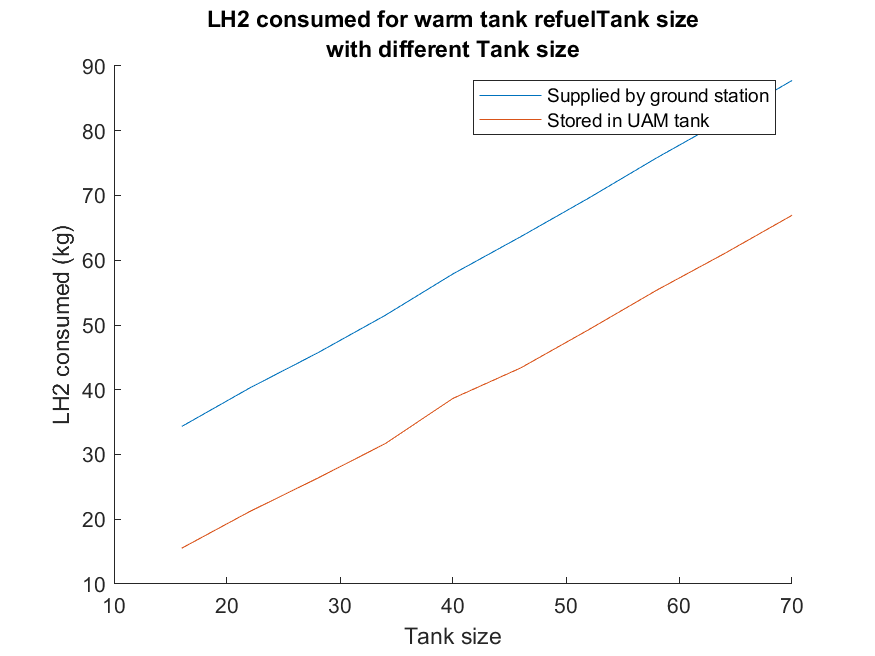 LH2 consumed for warm tank refuelTank size
with different Tank size
Supplied by ground station
Stored in UAM tank
LH2 consumed (kg)
90
80
70
60
50
40
30
20
10
10 20 30 40 50 60 70
Tank size